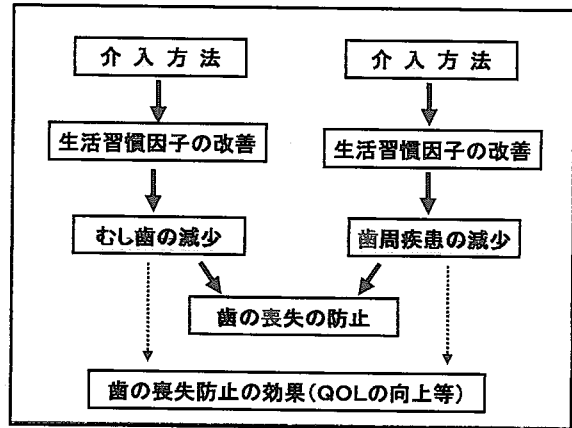 介入方法
介入方法
生活習慣因子の改善
生活習慣因子の改善
むし歯の減少
歯周疾患の減少
歯の喪失の防止
歯の喪失防止の効果(QOLの向上等)